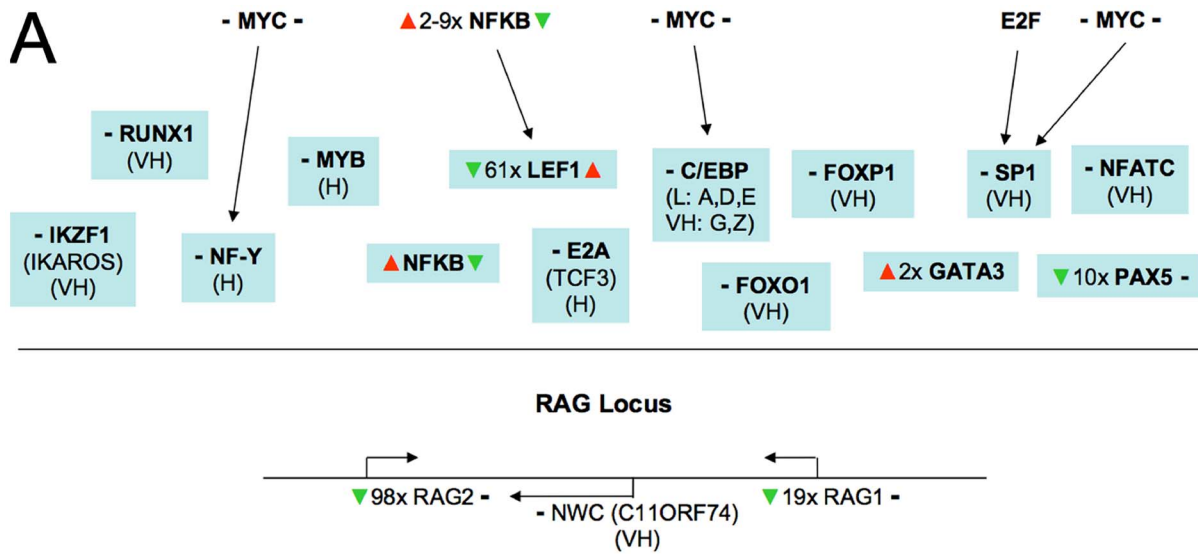 A
- MYC -
▲2-9x NFKB▼
- MYC -
E2F
- MYC -
- RUNX1
(VH)
- MYB
(H)
▼61x LEF1▲
- C/EBP
(L: A,D,E
VH: G,Z)
- FOXP1
(VH)
- SP1
(VH)
- NFATC
(VH)
- IKZF1
(IKAROS)
(VH)
- NF-Y
(H)
▲NFKB▼
- E2A
(TCF3)
(H)
- FOXO1
(VH)
▲2x GATA3
▼10x PAX5 -
RAG Locus
▼98x RAG2 -
- NWC (C11ORF74)
(VH)
▼19x RAG1 -